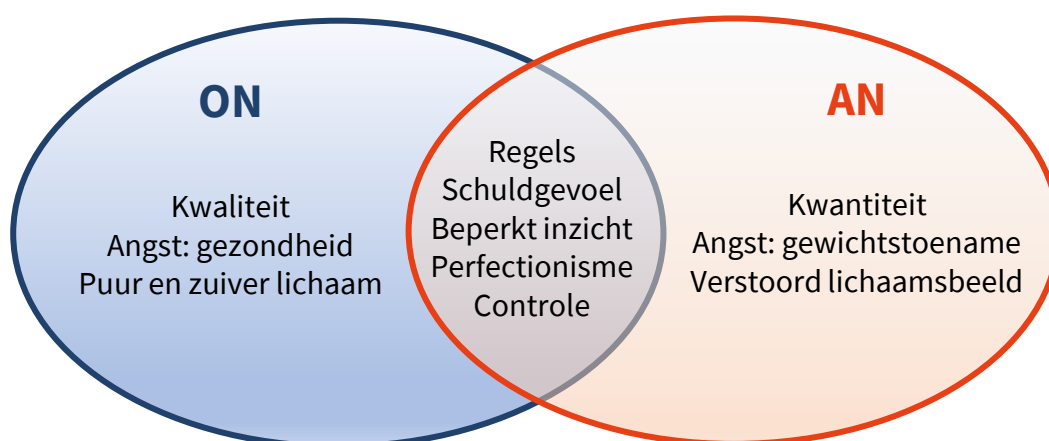 ON
Kwaliteit
Angst: gezondheid
Puur en zuiver lichaam
Regels
Schuldgevoel
Beperkt inzicht
Perfectionisme
Controle
AN
Kwantiteit
Angst: gewichtstoename
Verstoord lichaamsbeeld